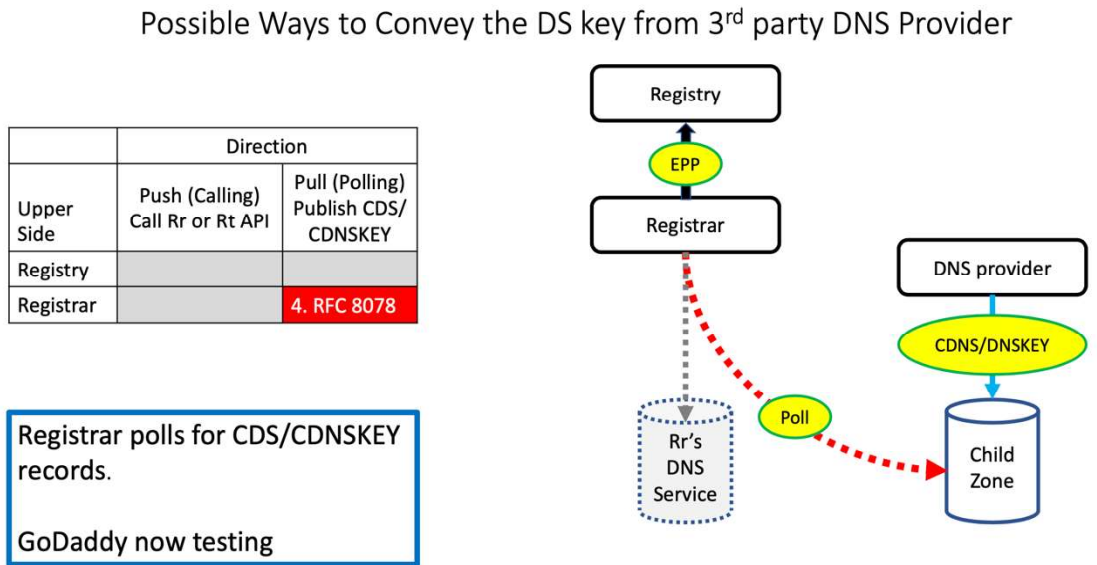 Possible Ways to Convey the DS key from 3rd party DNS Provider
Direction
Upper
Side
Push (Calling)
Call Rr or Rt API
Pull (Polling)
Publish CDS/
CDNSKEY
Registry
Registrar
4. RFC 8078
Registrar polls for CDS/CDNSKEY
records.
GoDaddy now testing
Registry
EPP
Registrar
DNS provider
CDNS/DNSKEY
Poll
Rr's
DNS
Service
Child
Zone